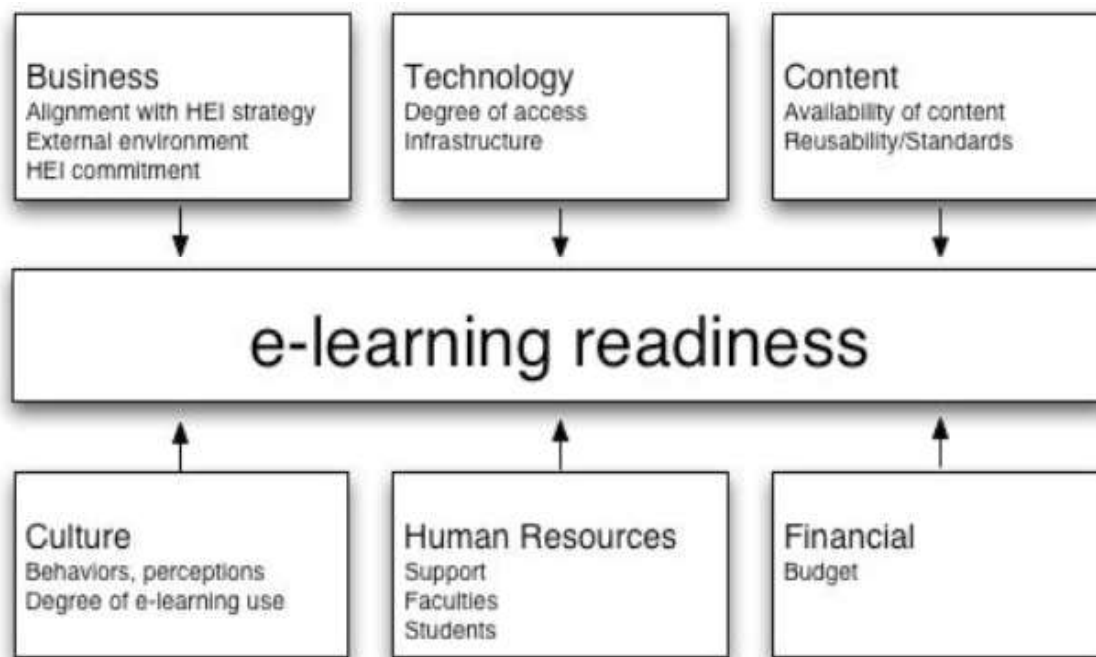 Business
Alignment with HEI strategy
External environment
HEI commitment
Technology
Degree of access
Infrastructure
Content
Availability of content
Reusability/Standards
e-learning readiness
Culture
Behaviors, perceptions
Degree of e-learning use
Human Resources
Support
Faculties
Students
Financial
Budget